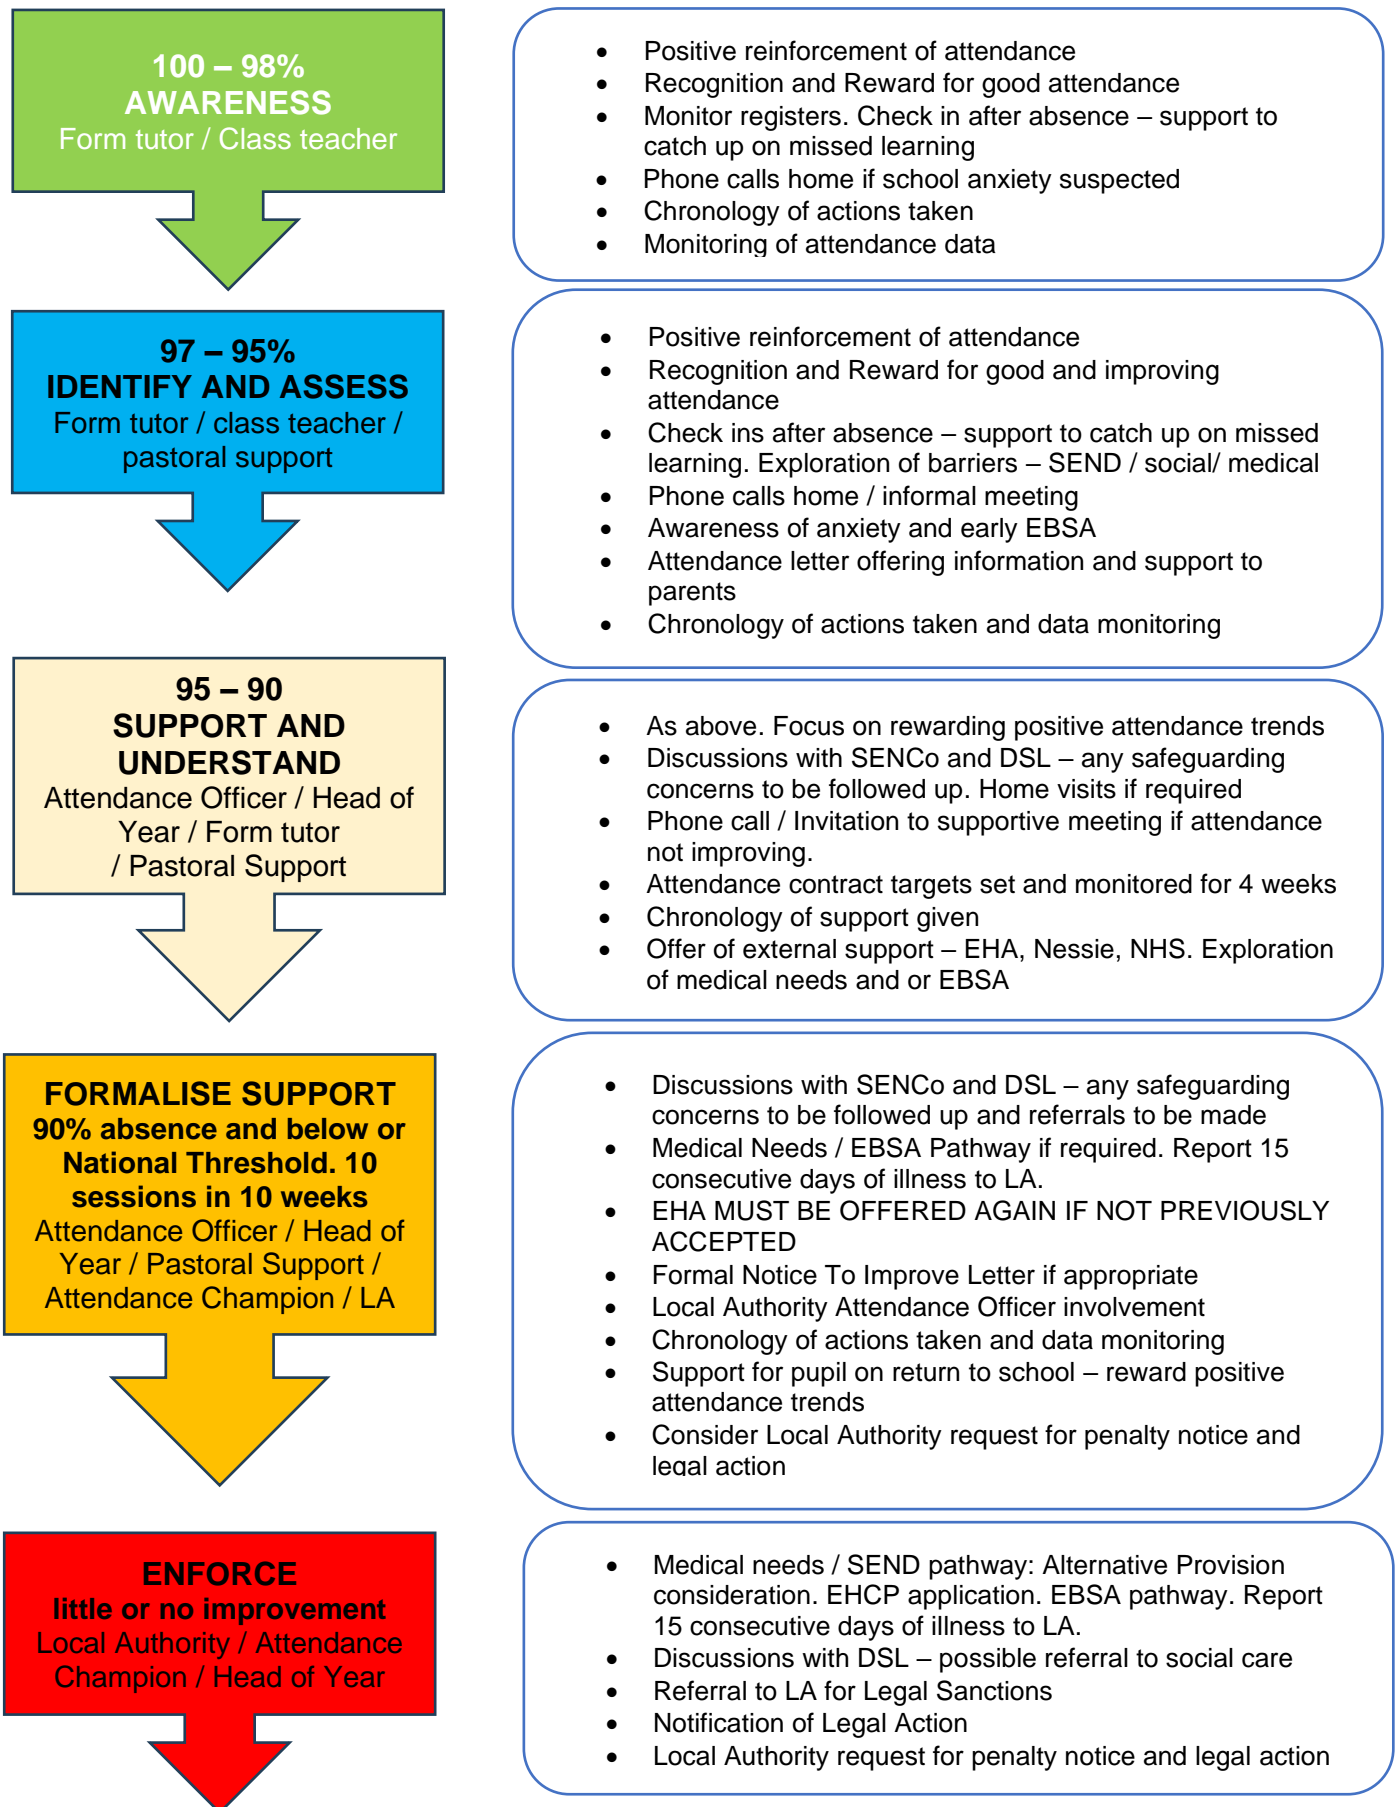 100 – 98%
AWARENESS
Form tutor / Class teacher
• Positive reinforcement of attendance
• Recognition and Reward for good attendance
• Monitor registers. Check in after absence – support to
catch up on missed learning
• Phone calls home if school anxiety suspected
• Chronology of actions taken
• Monitoring of attendance data
97 – 95%
IDENTIFY AND ASSESS
Form tutor / class teacher /
pastoral support
• Positive reinforcement of attendance
• Recognition and Reward for good and improving
attendance
• Check ins after absence – support to catch up on missed
learning. Exploration of barriers – SEND / social/ medical
• Phone calls home / informal meeting
• Awareness of anxiety and early EBSA
• Attendance letter offering information and support to
parents
• Chronology of actions taken and data monitoring
95 – 90
SUPPORT AND
UNDERSTAND
Attendance Officer / Head of
Year / Form tutor
/ Pastoral Support
• As above. Focus on rewarding positive attendance trends
• Discussions with SENCo and DSL – any safeguarding
concerns to be followed up. Home visits if required
• Phone call / Invitation to supportive meeting if attendance
not improving.
• Attendance contract targets set and monitored for 4 weeks
• Chronology of support given
• Offer of external support – EHA, Nessie, NHS. Exploration
of medical needs and or EBSA
FORMALISE SUPPORT
90% absence and below or
National Threshold. 10
sessions in 10 weeks
Attendance Officer / Head of
Year / Pastoral Support /
Attendance Champion / LA
• Discussions with SENCo and DSL – any safeguarding
concerns to be followed up and referrals to be made
• Medical Needs / EBSA Pathway if required. Report 15
consecutive days of illness to LA.
• EHA MUST BE OFFERED AGAIN IF NOT PREVIOUSLY
ACCEPTED
• Formal Notice To Improve Letter if appropriate
• Local Authority Attendance Officer involvement
• Chronology of actions taken and data monitoring
• Support for pupil on return to school – reward positive
attendance trends
• Consider Local Authority request for penalty notice and
legal action
ENFORCE
little or no improvement
Local Authority / Attendance
Champion / Head of Year
• Medical needs / SEND pathway: Alternative Provision
consideration. EHCP application. EBSA pathway. Report
15 consecutive days of illness to LA.
• Discussions with DSL – possible referral to social care
• Referral to LA for Legal Sanctions
• Notification of Legal Action
• Local Authority request for penalty notice and legal action